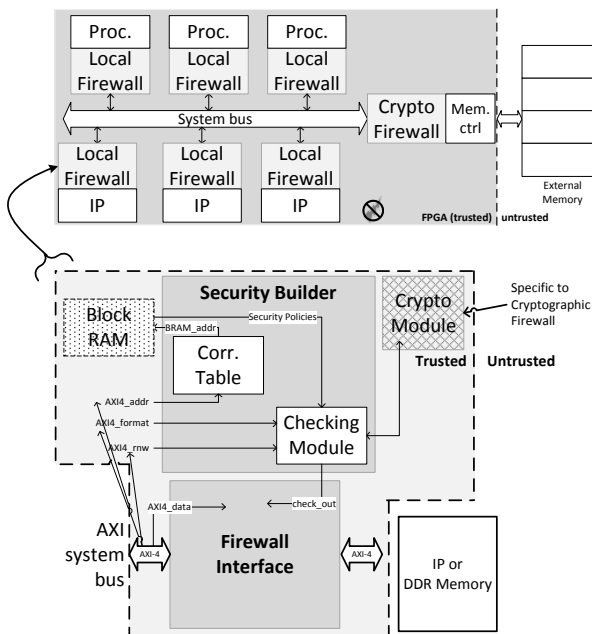 Proc.
Proc.
Proc.
Local
Firewall
Local
Firewall
Local
Firewall
System bus
Crypto
Firewall
Mem.
ctrl
Local
Firewall
Local
Firewall
Local
Firewall
IP
IP
IP
External
Memory
FPGA (trusted)
untrusted
Security Builder
Block
RAM
Security Policies
BRAM_addr
Corr.
Table
Crypto
Module
Specific to
Cryptographic
Firewall
Trusted
Untrusted
AXI4_addr
AXI4_format
AXI4_rnw
Checking
Module
AXI4_data
check_out
AXI
system
bus
AXI-4
Firewall
Interface
AXI-4
IP or
DDR Memory